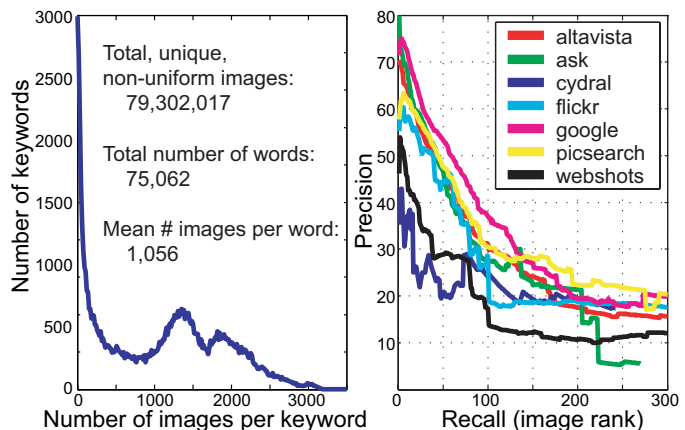 3000
2500
2000
1500
1000
500
0
Number of keywords
Total, unique,
non-uniform images:
79,302,017
Total number of words:
75,062
Mean # images per word:
1,056
0 1000 2000 3000
Number of images per keyword
80
70
60
50
40
30
20
10
0
Precision
altavista
ask
cydral
flickr
google
picsearch
webshots
0 100 200 300
Recall (image rank)